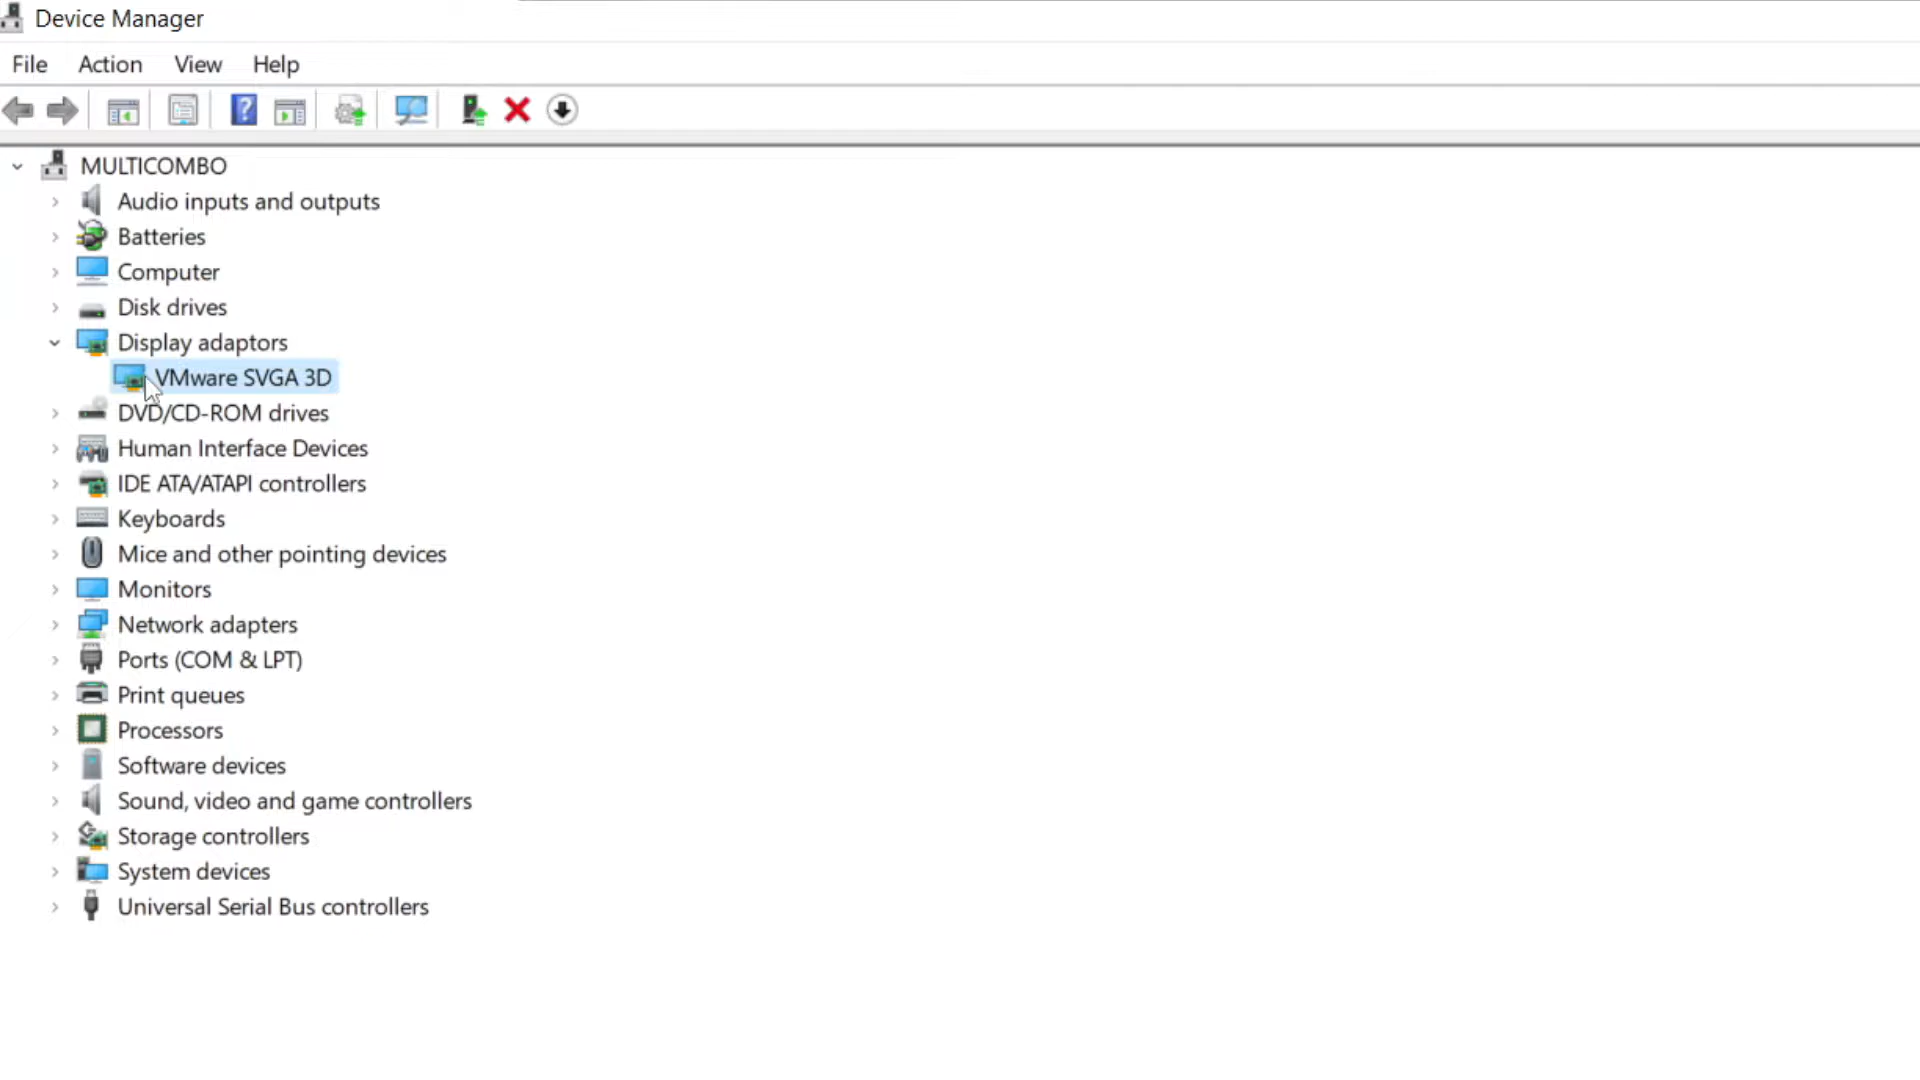 Device Manager
File Action View Help
MULTICOMBO
Audio inputs and outputs
Batteries
Computer
Disk drives
Display adaptors
VMware SVGA 3D
DVD/CD-ROM drives
Human Interface Devices
IDE ATA/ATAPI controllers
Keyboards
Mice and other pointing devices
Monitors
Network adapters
Ports (COM & LPT)
Print queues
Processors
Software devices
Sound, video and game controllers
Storage controllers
System devices
Universal Serial Bus controllers